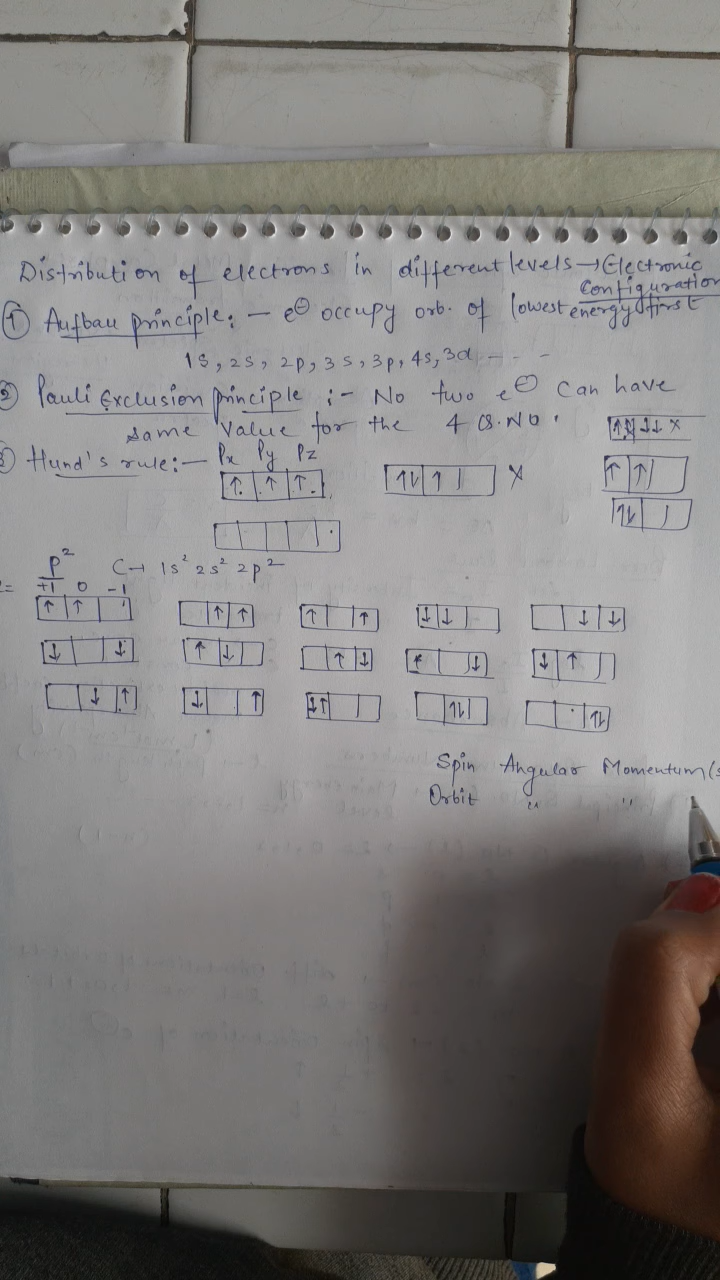 Distribution of electrons in different levels → Electronic
Configuration
① Aufbau principle :- e⊖ occupy orb. of lowest energy first
1s, 2s, 2p, 3s, 3p, 4s, 3d - - -
② Pauli Exclusion principle :- No two e⊖ can have
same value for the 4 Q.No.
↑↓ ↓ ↓ x
③ Hund's rule :- Px Py Pz
↑ ↑ ↑ ↑↓ ↑ x ↑ ↑
↑↓
p² C → 1s² 2s² 2p²
+1 0 -1
↑ ↑ ↑ ↑ ↑ ↑ ↓ ↓ ↓ ↓
↓ ↓ ↑ ↓ ↑ ↓ ↑ ↓ ↓ ↑
↓ ↑ ↓ ↑ ↓↑ ↑↓ ↑↓
Spin Angular Momentum (s
Orbit " "